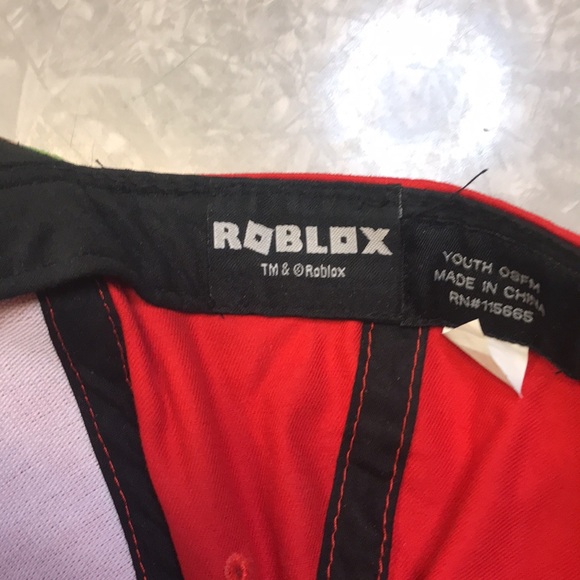 ROBLOX
TM & © Roblox
YOUTH OSFM
MADE IN CHINA
RN#115665